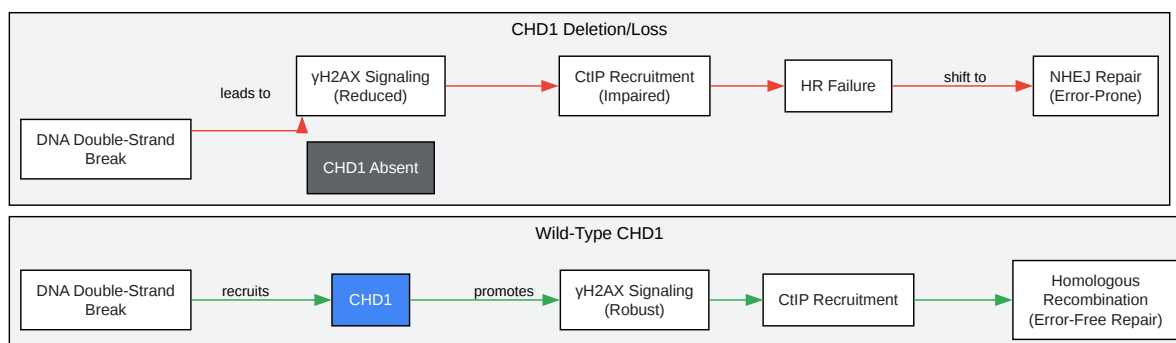 CHD1 Deletion/Loss
DNA Double-Strand
Break
leads to
γH2AX Signaling
(Reduced)
CHD1 Absent
CtIP Recruitment
(Impaired)
HR Failure
shift to
NHEJ Repair
(Error-Prone)
Wild-Type CHD1
DNA Double-Strand
Break
recruits
CHD1
promotes
γH2AX Signaling
(Robust)
CtIP Recruitment
Homologous
Recombination
(Error-Free Repair)